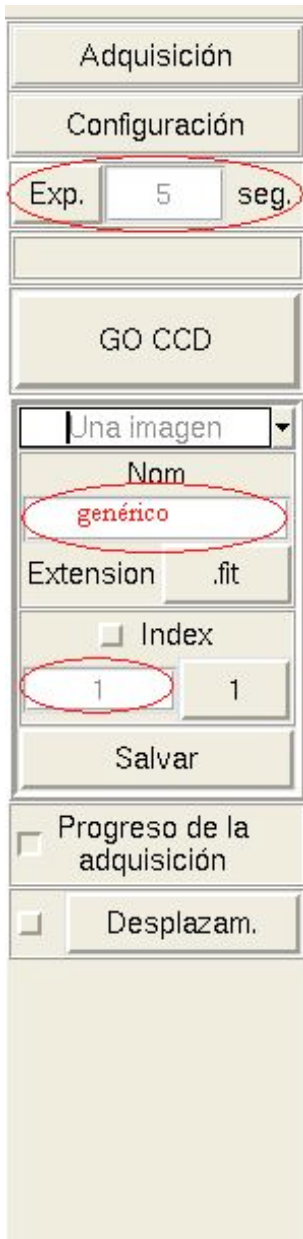 Adquisición
Configuración
Exp. 5 seg.
GO CCD
Una imagen
Nom
genérico
Extension .fit
Index
1 1
Salvar
Progreso de la
adquisición
Desplazam.